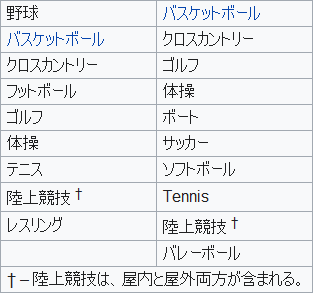 野球 バスケットボール
バスケットボール クロスカントリー
クロスカントリー ゴルフ
フットボール 体操
ゴルフ ボート
体操 サッカー
テニス ソフトボール
陸上競技 † Tennis
レスリング 陸上競技 †
バレーボール
† – 陸上競技は、屋内と屋外両方が含まれる。